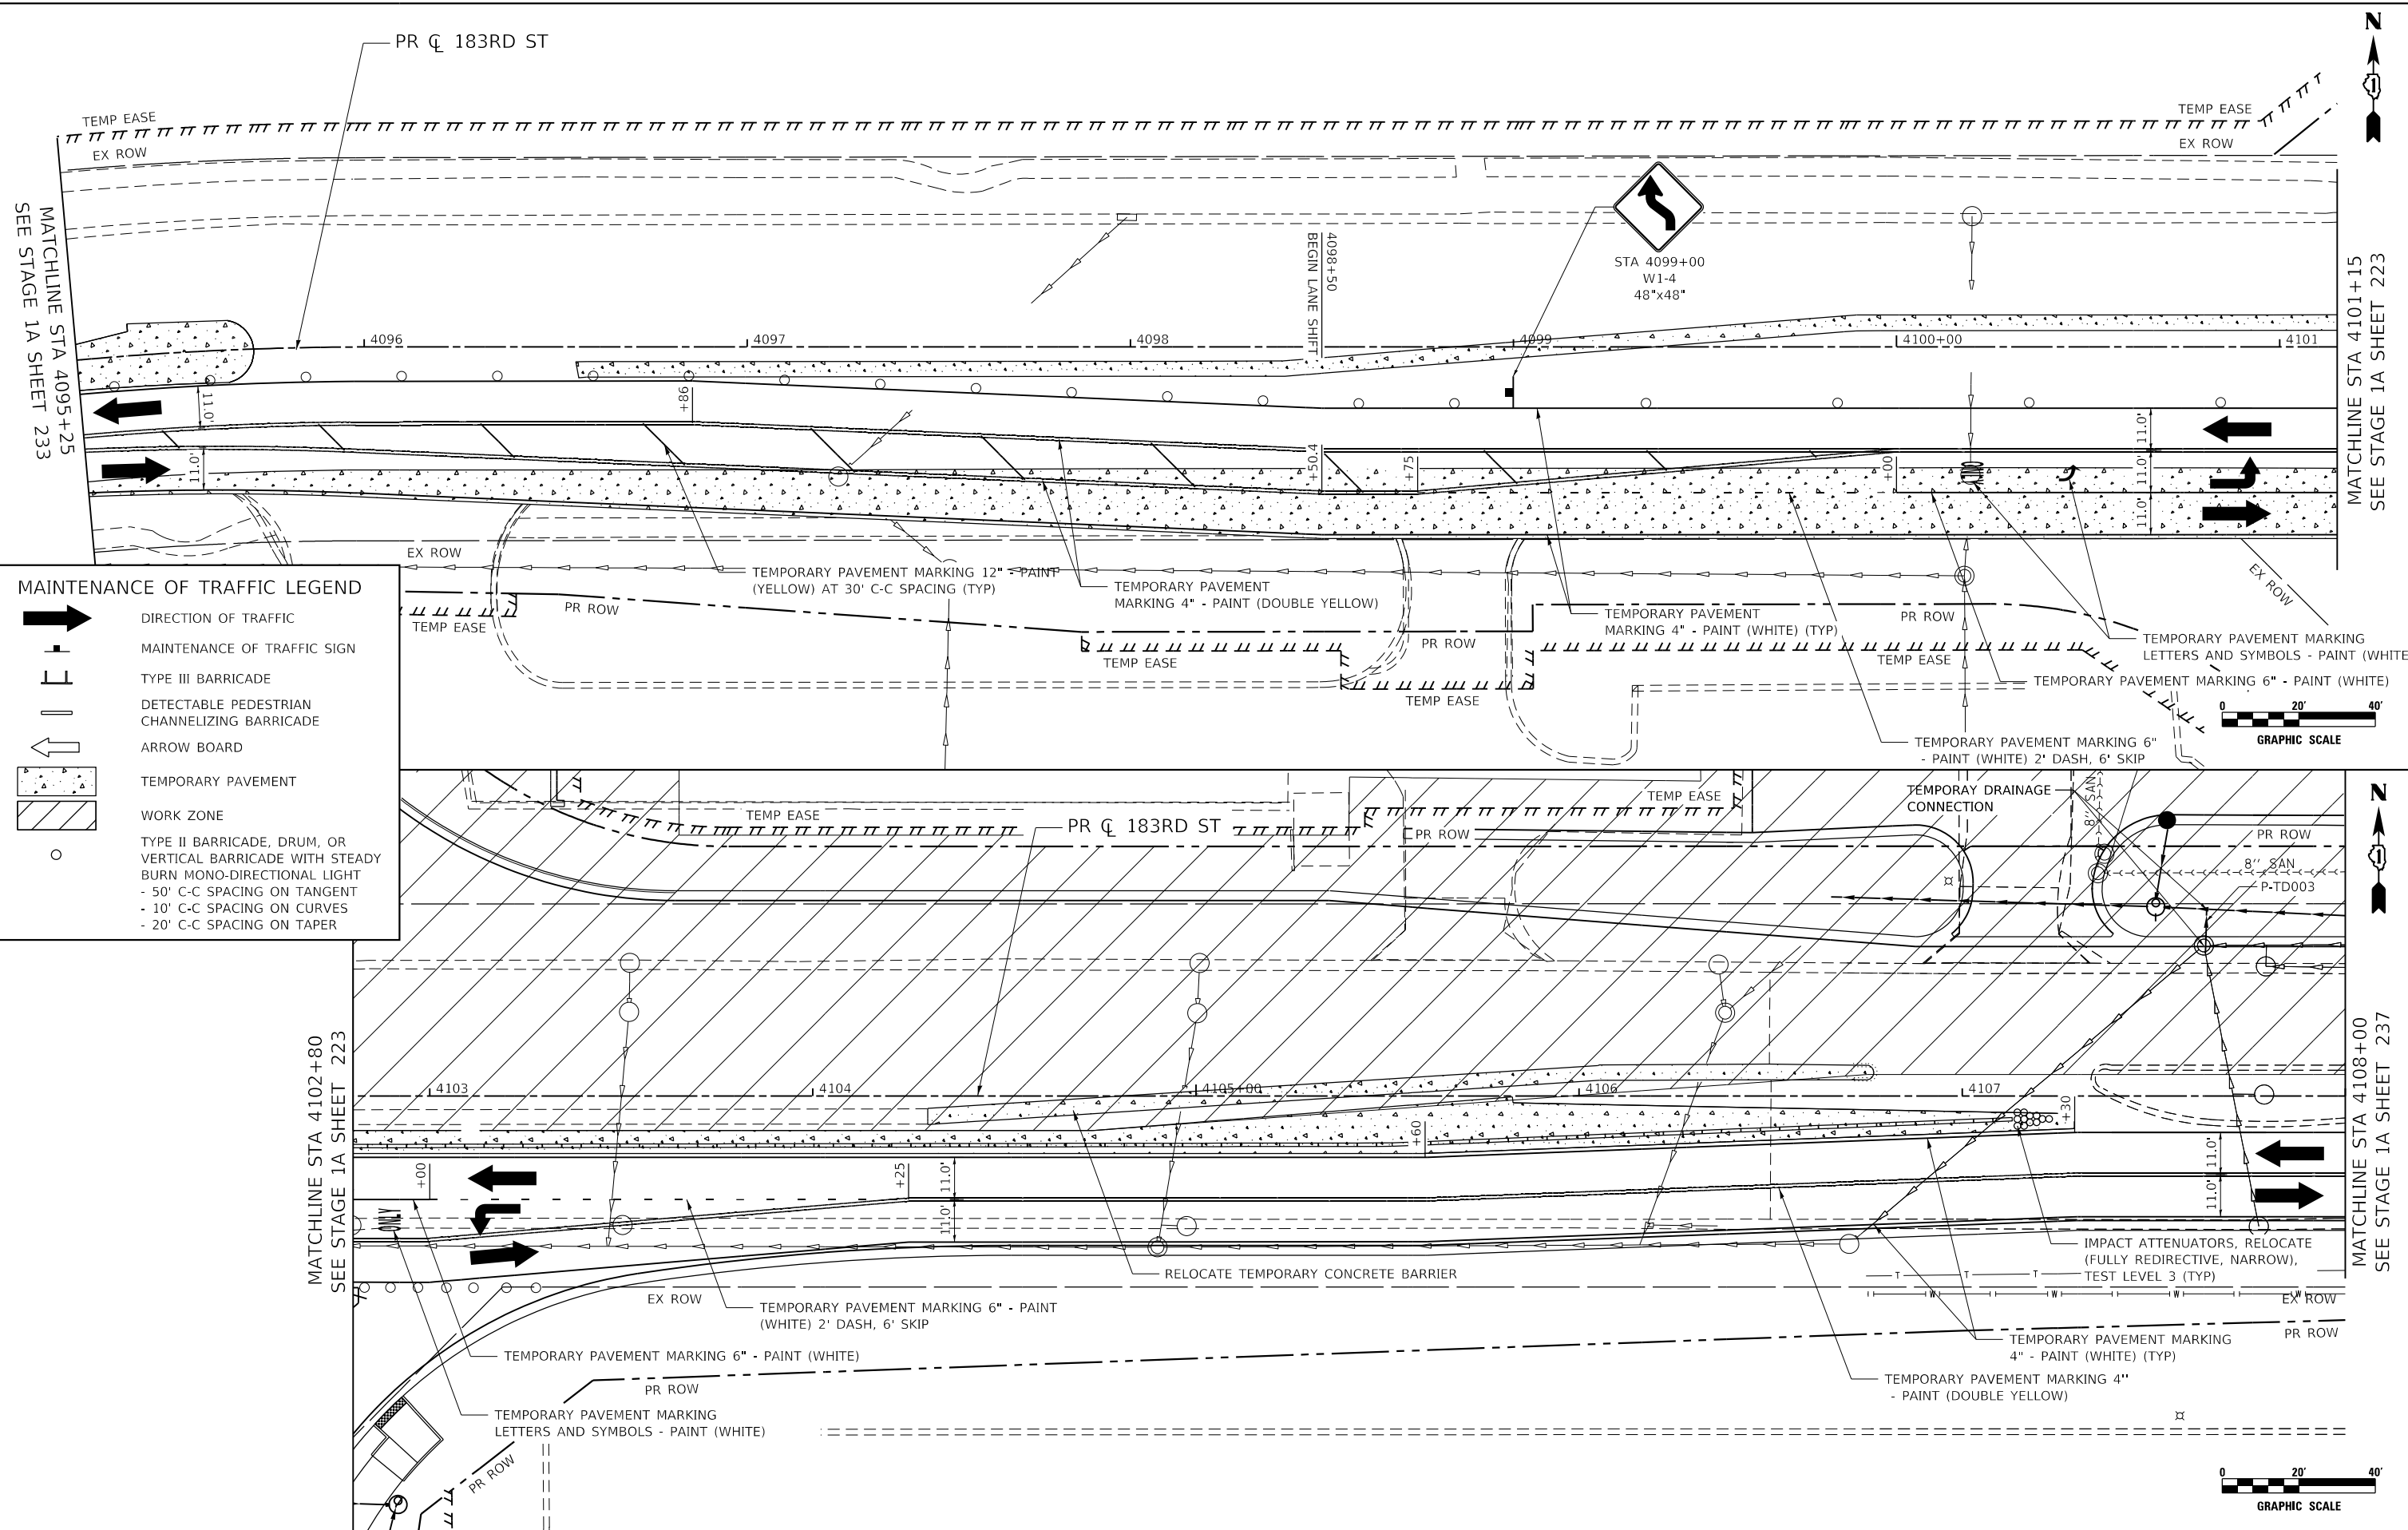 PR ℄ 183RD ST
N
1
TEMP EASE
EX ROW
TEMP EASE
EX ROW
MATCHLINE STA 4095+25
SEE STAGE 1A SHEET 233
4098+50
BEGIN LANE SHIFT
STA 4099+00
W1-4
48"x48"
MATCHLINE STA 4101+15
SEE STAGE 1A SHEET 223
4096
4097
4098
4099
4100+00
4101
11.0'
+86
11.0'
+50.4
+75
+00
ONLY
11.0'
11.0'
11.0'
EX ROW
TEMPORARY PAVEMENT MARKING 12" - PAINT
(YELLOW) AT 30' C-C SPACING (TYP)
TEMPORARY PAVEMENT
MARKING 4" - PAINT (DOUBLE YELLOW)
TEMPORARY PAVEMENT
MARKING 4" - PAINT (WHITE) (TYP)
EX ROW
PR ROW
TEMP EASE
TEMP EASE
PR ROW
TEMP EASE
PR ROW
TEMP EASE
TEMPORARY PAVEMENT MARKING
LETTERS AND SYMBOLS - PAINT (WHITE
TEMPORARY PAVEMENT MARKING 6" - PAINT (WHITE)
0 20' 40'
GRAPHIC SCALE
TEMPORARY PAVEMENT MARKING 6"
- PAINT (WHITE) 2' DASH, 6' SKIP
MAINTENANCE OF TRAFFIC LEGEND
DIRECTION OF TRAFFIC
MAINTENANCE OF TRAFFIC SIGN
TYPE III BARRICADE
DETECTABLE PEDESTRIAN
CHANNELIZING BARRICADE
ARROW BOARD
TEMPORARY PAVEMENT
WORK ZONE
TYPE II BARRICADE, DRUM, OR
VERTICAL BARRICADE WITH STEADY
BURN MONO-DIRECTIONAL LIGHT
- 50' C-C SPACING ON TANGENT
- 10' C-C SPACING ON CURVES
- 20' C-C SPACING ON TAPER
TEMP EASE
PR ℄ 183RD ST
TEMP EASE
PR ROW
TEMPORAY DRAINAGE
CONNECTION
8'' SAN
N
1
PR ROW
8'' SAN
P-TD003
MATCHLINE STA 4102+80
SEE STAGE 1A SHEET 223
MATCHLINE STA 4108+00
SEE STAGE 1A SHEET 237
4103
4104
4105+00
4106
4107
+00
+25
11.0'
11.0'
+60
+30
11.0'
11.0'
ONLY
IMPACT ATTENUATORS, RELOCATE
(FULLY REDIRECTIVE, NARROW),
TEST LEVEL 3 (TYP)
RELOCATE TEMPORARY CONCRETE BARRIER
T T T
W W W W
EX ROW
EX ROW
TEMPORARY PAVEMENT MARKING 6" - PAINT
(WHITE) 2' DASH, 6' SKIP
PR ROW
TEMPORARY PAVEMENT MARKING
4" - PAINT (WHITE) (TYP)
TEMPORARY PAVEMENT MARKING 6" - PAINT (WHITE)
TEMPORARY PAVEMENT MARKING 4''
- PAINT (DOUBLE YELLOW)
PR ROW
TEMPORARY PAVEMENT MARKING
LETTERS AND SYMBOLS - PAINT (WHITE)
PR ROW
0 20' 40'
GRAPHIC SCALE